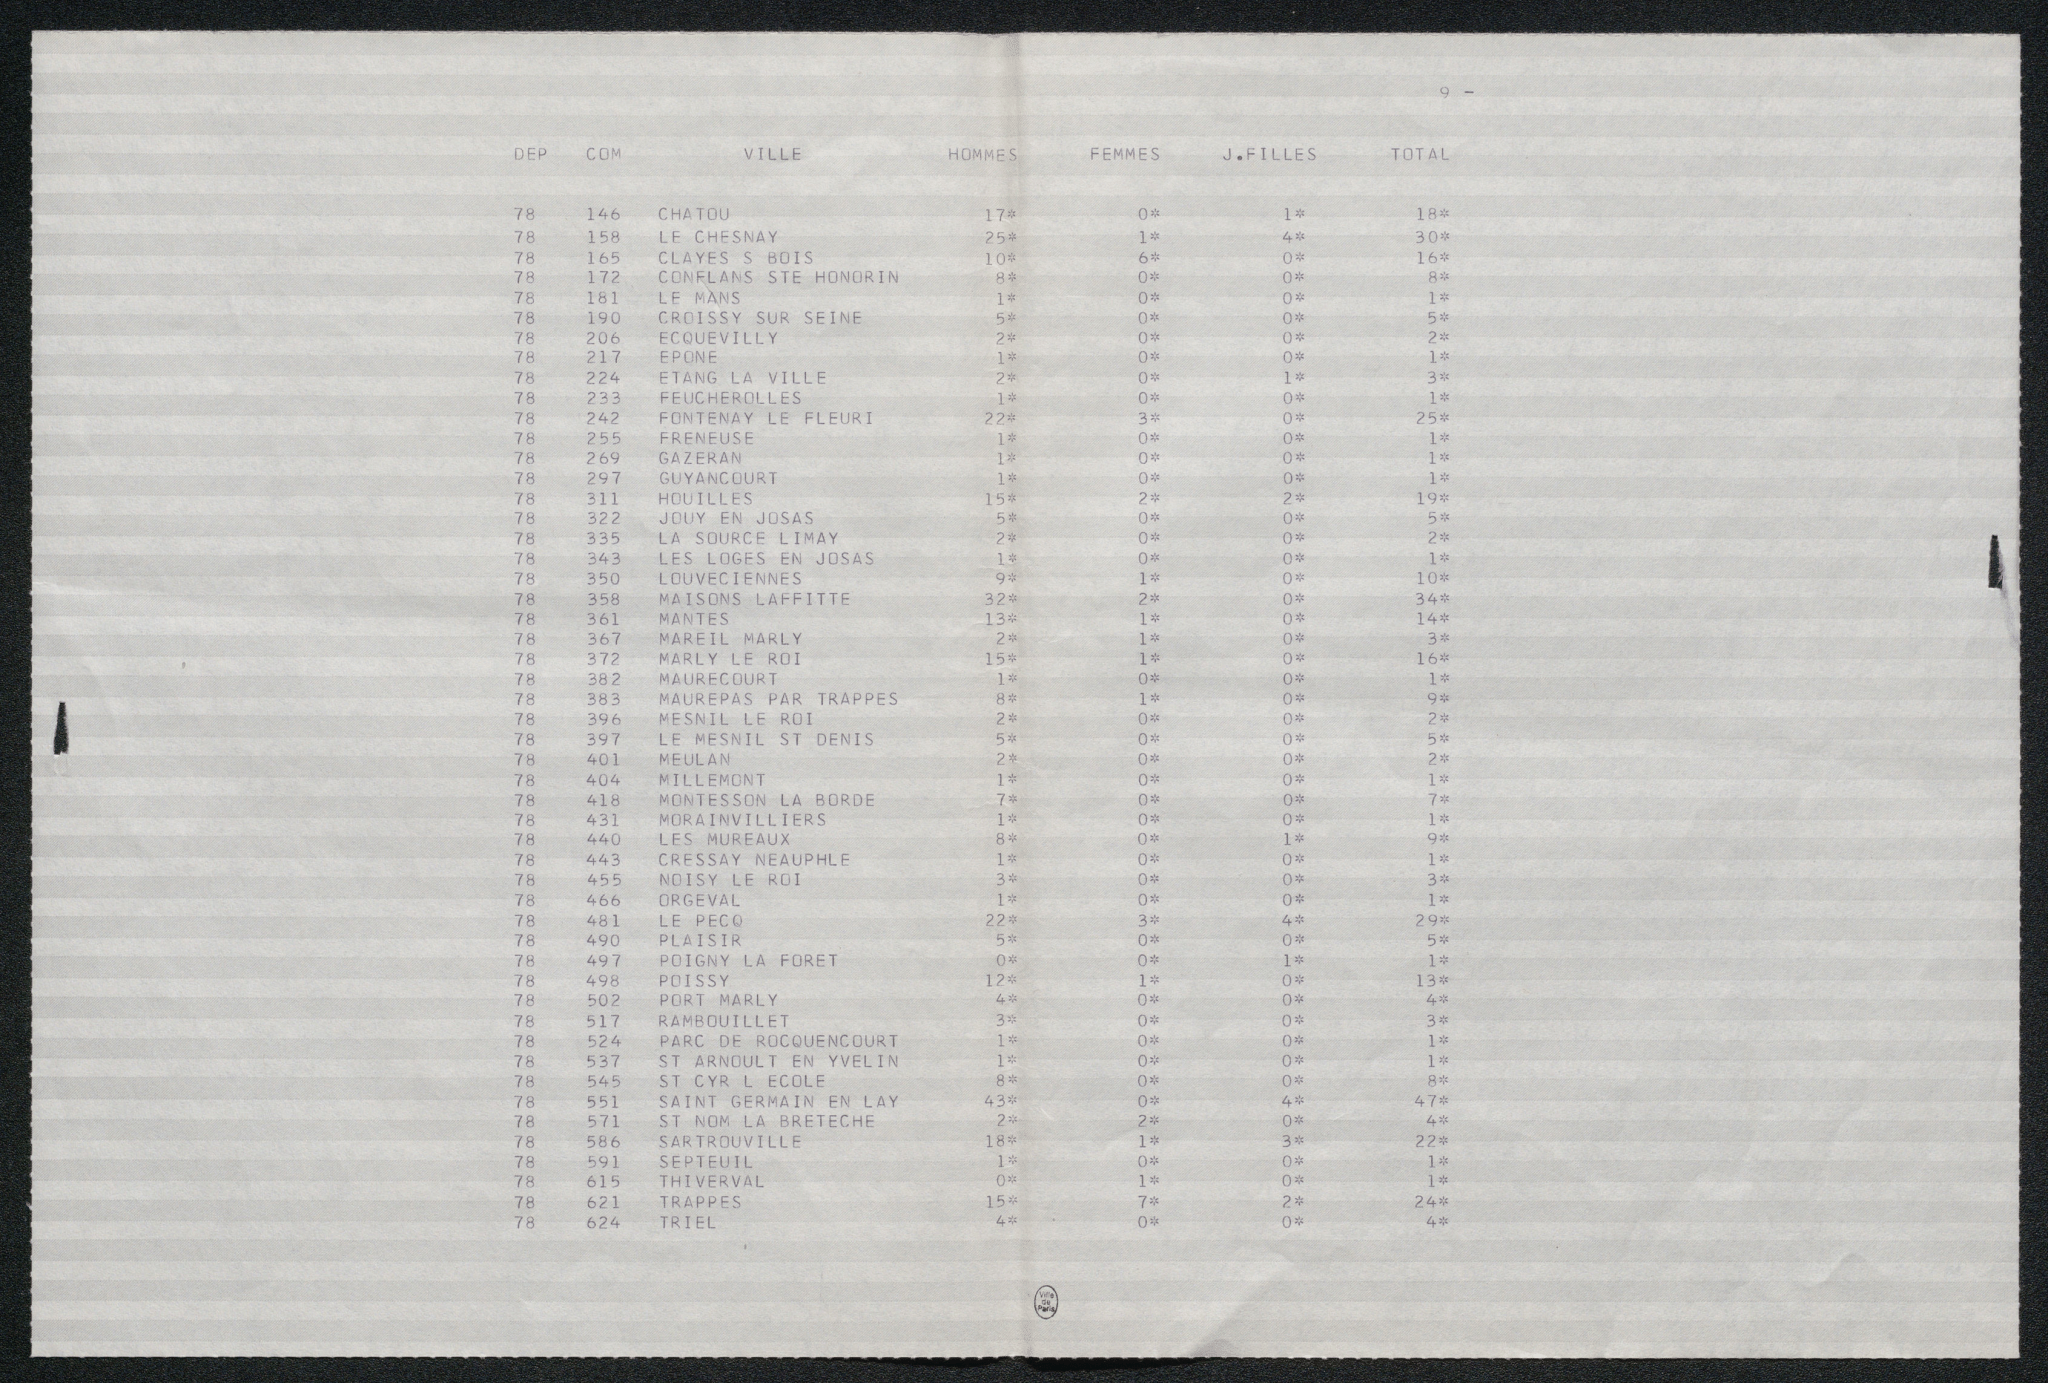 9 -
DEP COM VILLE HOMMES FEMMES J.FILLES TOTAL
78 146 CHATOU 17* 0* 1* 18*
78 158 LE CHESNAY 25* 1* 4* 30*
78 165 CLAYES S BOIS 10* 6* 0* 16*
78 172 CONFLANS STE HONORIN 8* 0* 0* 8*
78 181 LE MANS 1* 0* 0* 1*
78 190 CROISSY SUR SEINE 5* 0* 0* 5*
78 206 ECQUEVILLY 2* 0* 0* 2*
78 217 EPONE 1* 0* 0* 1*
78 224 ETANG LA VILLE 2* 0* 1* 3*
78 233 FEUCHEROLLES 1* 0* 0* 1*
78 242 FONTENAY LE FLEURI 22* 3* 0* 25*
78 255 FRENEUSE 1* 0* 0* 1*
78 269 GAZERAN 1* 0* 0* 1*
78 297 GUYANCOURT 1* 0* 0* 1*
78 311 HOUILLES 15* 2* 2* 19*
78 322 JOUY EN JOSAS 5* 0* 0* 5*
78 335 LA SOURCE LIMAY 2* 0* 0* 2*
78 343 LES LOGES EN JOSAS 1* 0* 0* 1*
78 350 LOUVECIENNES 9* 1* 0* 10*
78 358 MAISONS LAFFITTE 32* 2* 0* 34*
78 361 MANTES 13* 1* 0* 14*
78 367 MAREIL MARLY 2* 1* 0* 3*
78 372 MARLY LE ROI 15* 1* 0* 16*
78 382 MAURECOURT 1* 0* 0* 1*
78 383 MAUREPAS PAR TRAPPES 8* 1* 0* 9*
78 396 MESNIL LE ROI 2* 0* 0* 2*
78 397 LE MESNIL ST DENIS 5* 0* 0* 5*
78 401 MEULAN 2* 0* 0* 2*
78 404 MILLEMONT 1* 0* 0* 1*
78 418 MONTESSON LA BORDE 7* 0* 0* 7*
78 431 MORAINVILLIERS 1* 0* 0* 1*
78 440 LES MUREAUX 8* 0* 1* 9*
78 443 CRESSAY NEAUPHLE 1* 0* 0* 1*
78 455 NOISY LE ROI 3* 0* 0* 3*
78 466 ORGEVAL 1* 0* 0* 1*
78 481 LE PECQ 22* 3* 4* 29*
78 490 PLAISIR 5* 0* 0* 5*
78 497 POIGNY LA FORET 0* 0* 1* 1*
78 498 POISSY 12* 1* 0* 13*
78 502 PORT MARLY 4* 0* 0* 4*
78 517 RAMBOUILLET 3* 0* 0* 3*
78 524 PARC DE ROCQUENCOURT 1* 0* 0* 1*
78 537 ST ARNOULT EN YVELIN 1* 0* 0* 1*
78 545 ST CYR L ECOLE 8* 0* 0* 8*
78 551 SAINT GERMAIN EN LAY 43* 0* 4* 47*
78 571 ST NOM LA BRETECHE 2* 2* 0* 4*
78 586 SARTROUVILLE 18* 1* 3* 22*
78 591 SEPTEUIL 1* 0* 0* 1*
78 615 THIVERVAL 0* 1* 0* 1*
78 621 TRAPPES 15* 7* 2* 24*
78 624 TRIEL 4* 0* 0* 4*
Ville
de
Paris